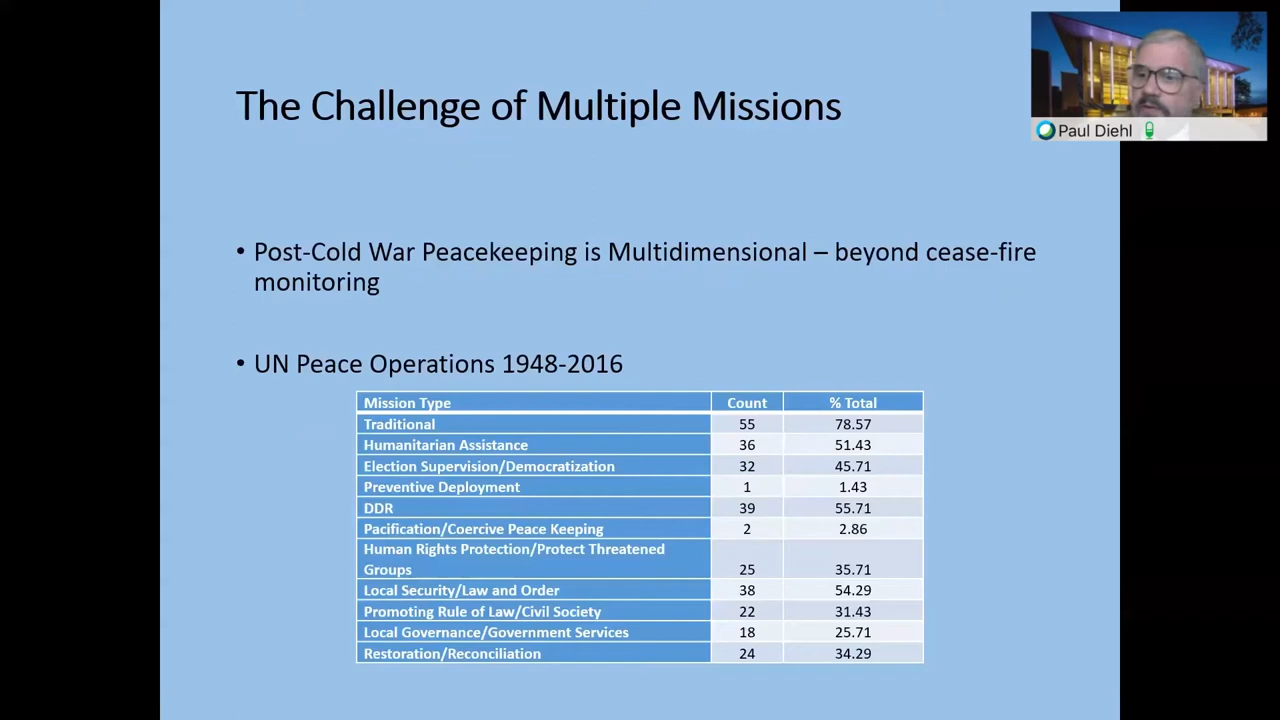 The Challenge of Multiple Missions
Paul Diehl
• Post-Cold War Peacekeeping is Multidimensional – beyond cease-fire
monitoring
• UN Peace Operations 1948-2016
Mission Type Count % Total
Traditional 55 78.57
Humanitarian Assistance 36 51.43
Election Supervision/Democratization 32 45.71
Preventive Deployment 1 1.43
DDR 39 55.71
Pacification/Coercive Peace Keeping 2 2.86
Human Rights Protection/Protect Threatened
Groups 25 35.71
Local Security/Law and Order 38 54.29
Promoting Rule of Law/Civil Society 22 31.43
Local Governance/Government Services 18 25.71
Restoration/Reconciliation 24 34.29